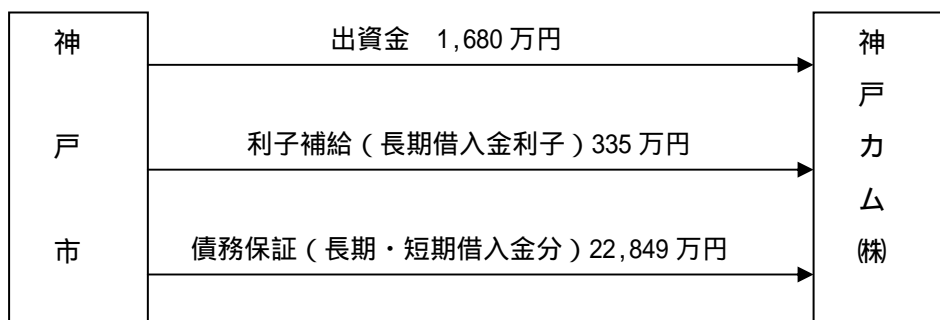 神戸市
出資金 1,680万円
利子補給(長期借入金利子)335万円
債務保証(長期・短期借入金分)22,849万円
神戸カム㈱